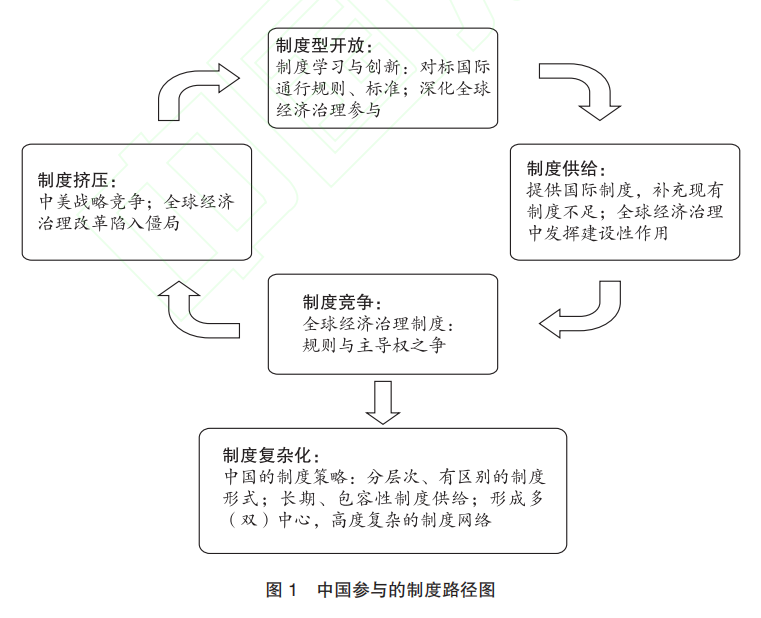 制度型开放：
制度学习与创新：对标国际
通行规则、标准；深化全球
经济治理参与
制度挤压：
中美战略竞争；全球经济
治理改革陷入僵局
制度供给：
提供国际制度，补充现有
制度不足；全球经济治理
中发挥建设性作用
制度竞争：
全球经济治理制度：
规则与主导权之争
制度复杂化：
中国的制度策略：分层次、有区别的制度
形式；长期、包容性制度供给；形成多
（双）中心，高度复杂的制度网络
图 1　中国参与的制度路径图